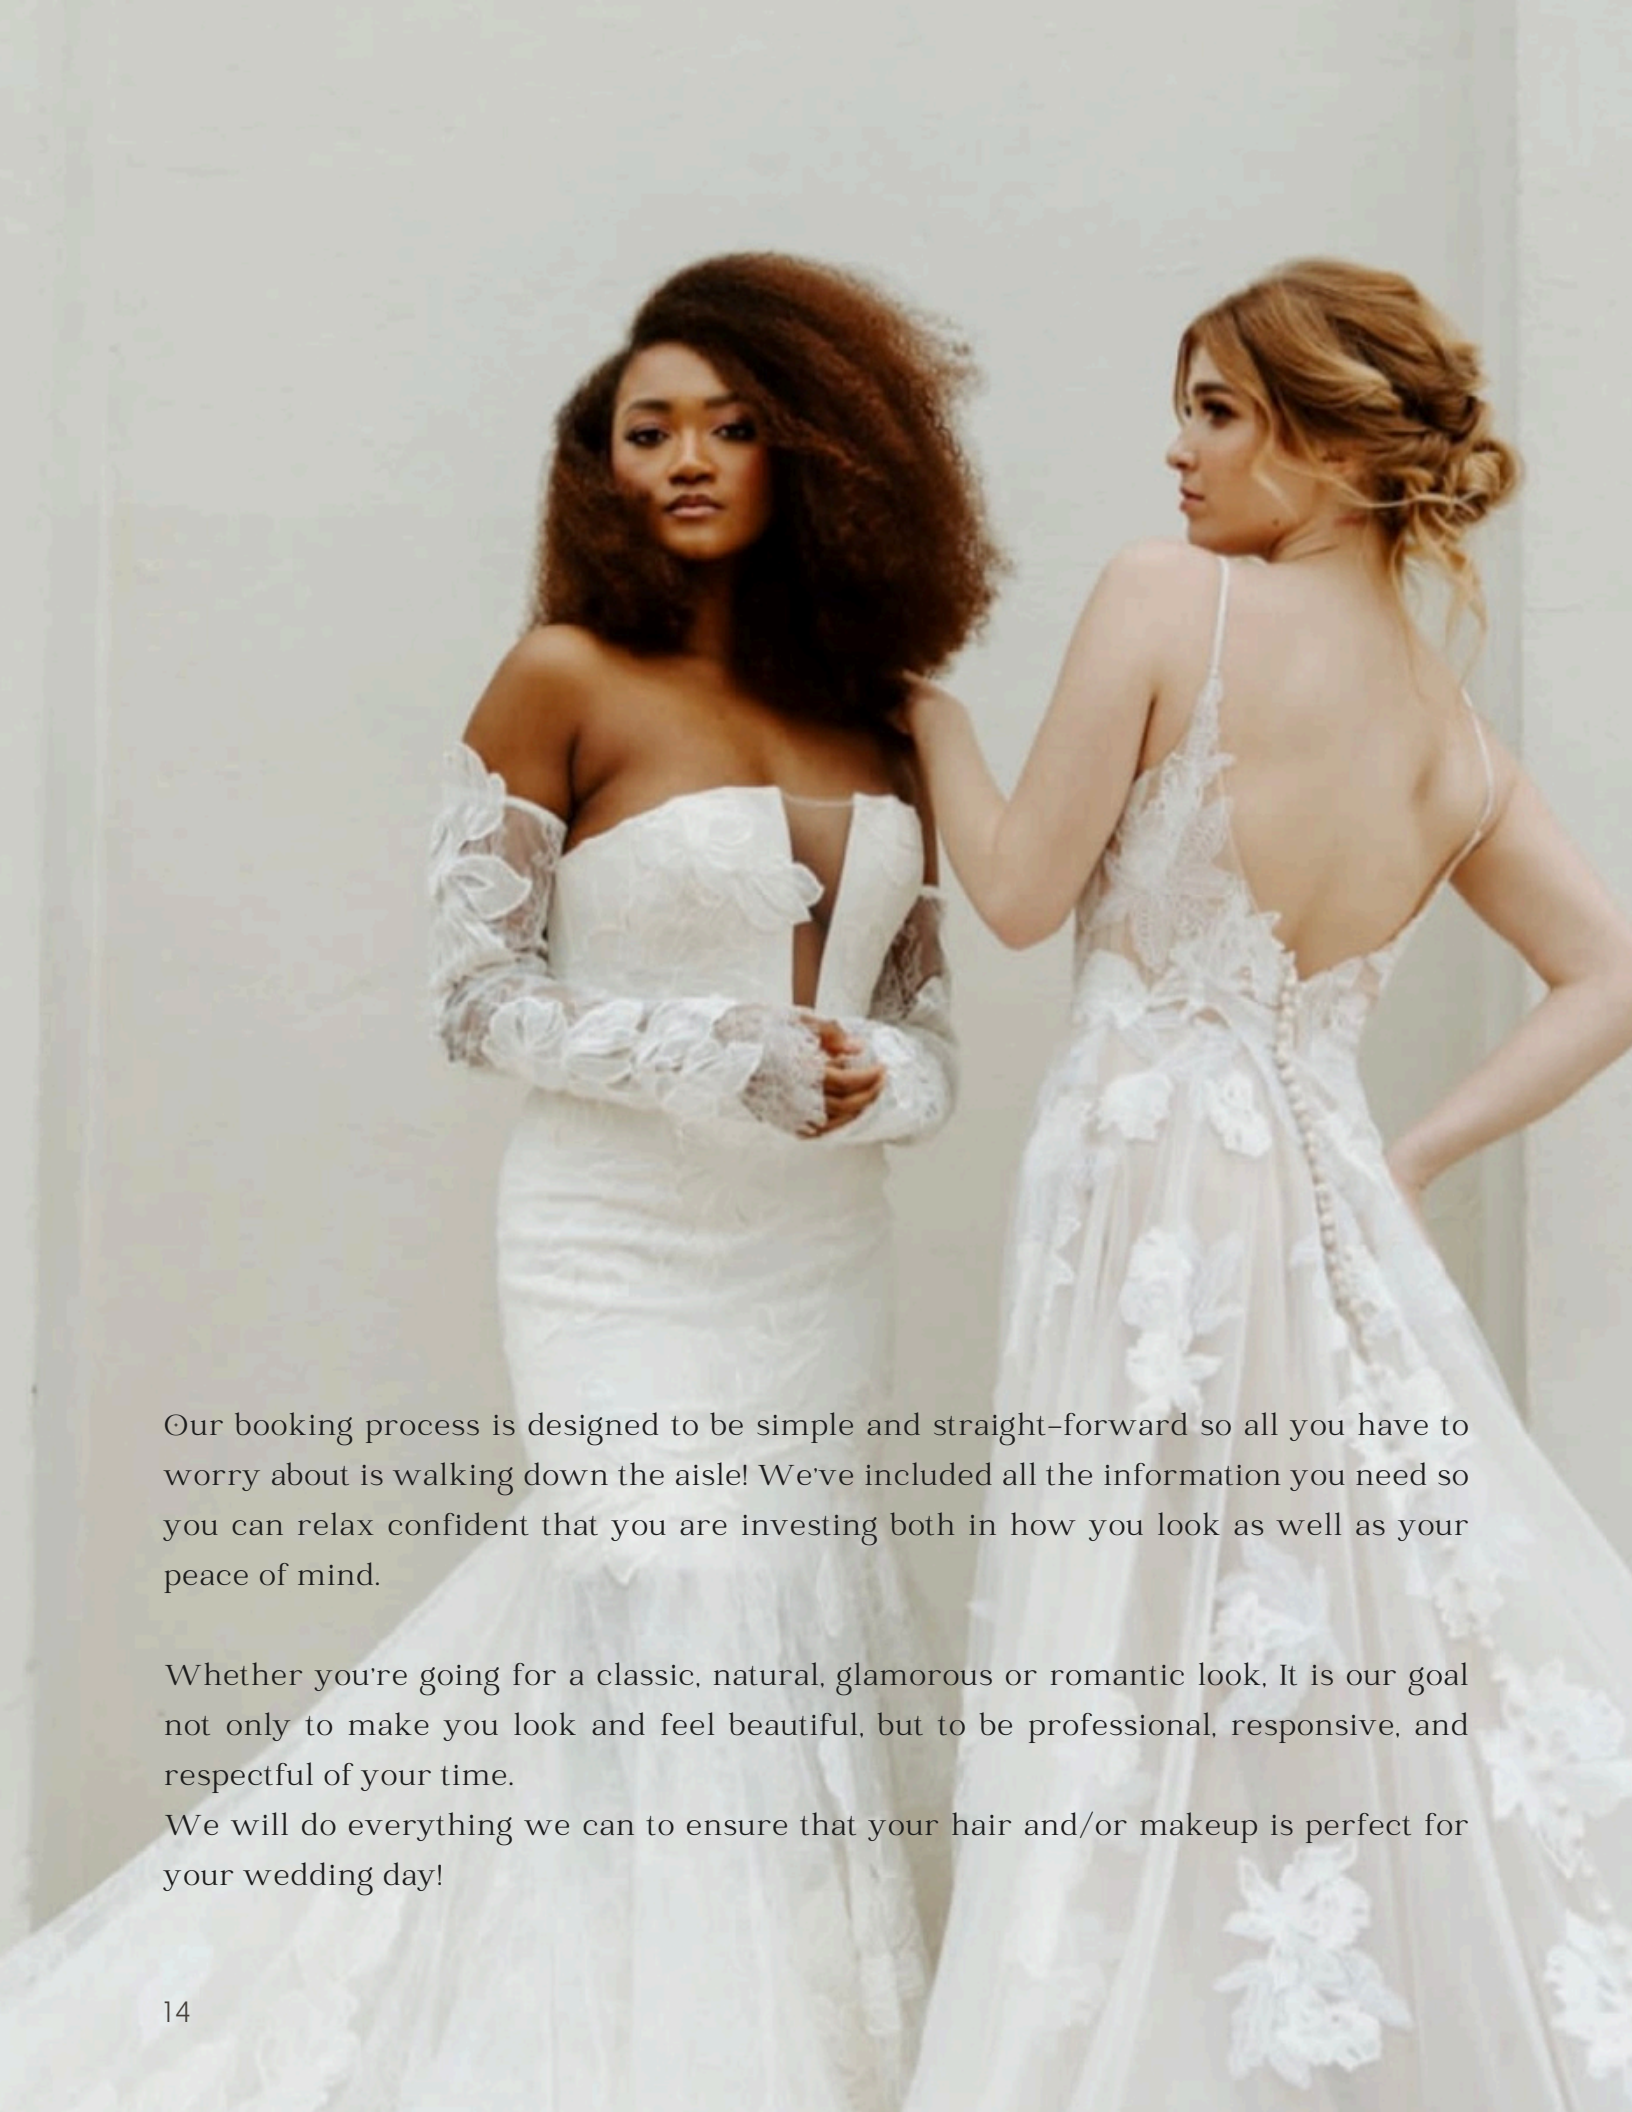 Our booking process is designed to be simple and straight-forward so all you have to
worry about is walking down the aisle! We've included all the information you need so
you can relax confident that you are investing both in how you look as well as your
peace of mind.
Whether you're going for a classic, natural, glamorous or romantic look, It is our goal
not only to make you look and feel beautiful, but to be professional, responsive, and
respectful of your time.
We will do everything we can to ensure that your hair and/or makeup is perfect for
your wedding day!
14